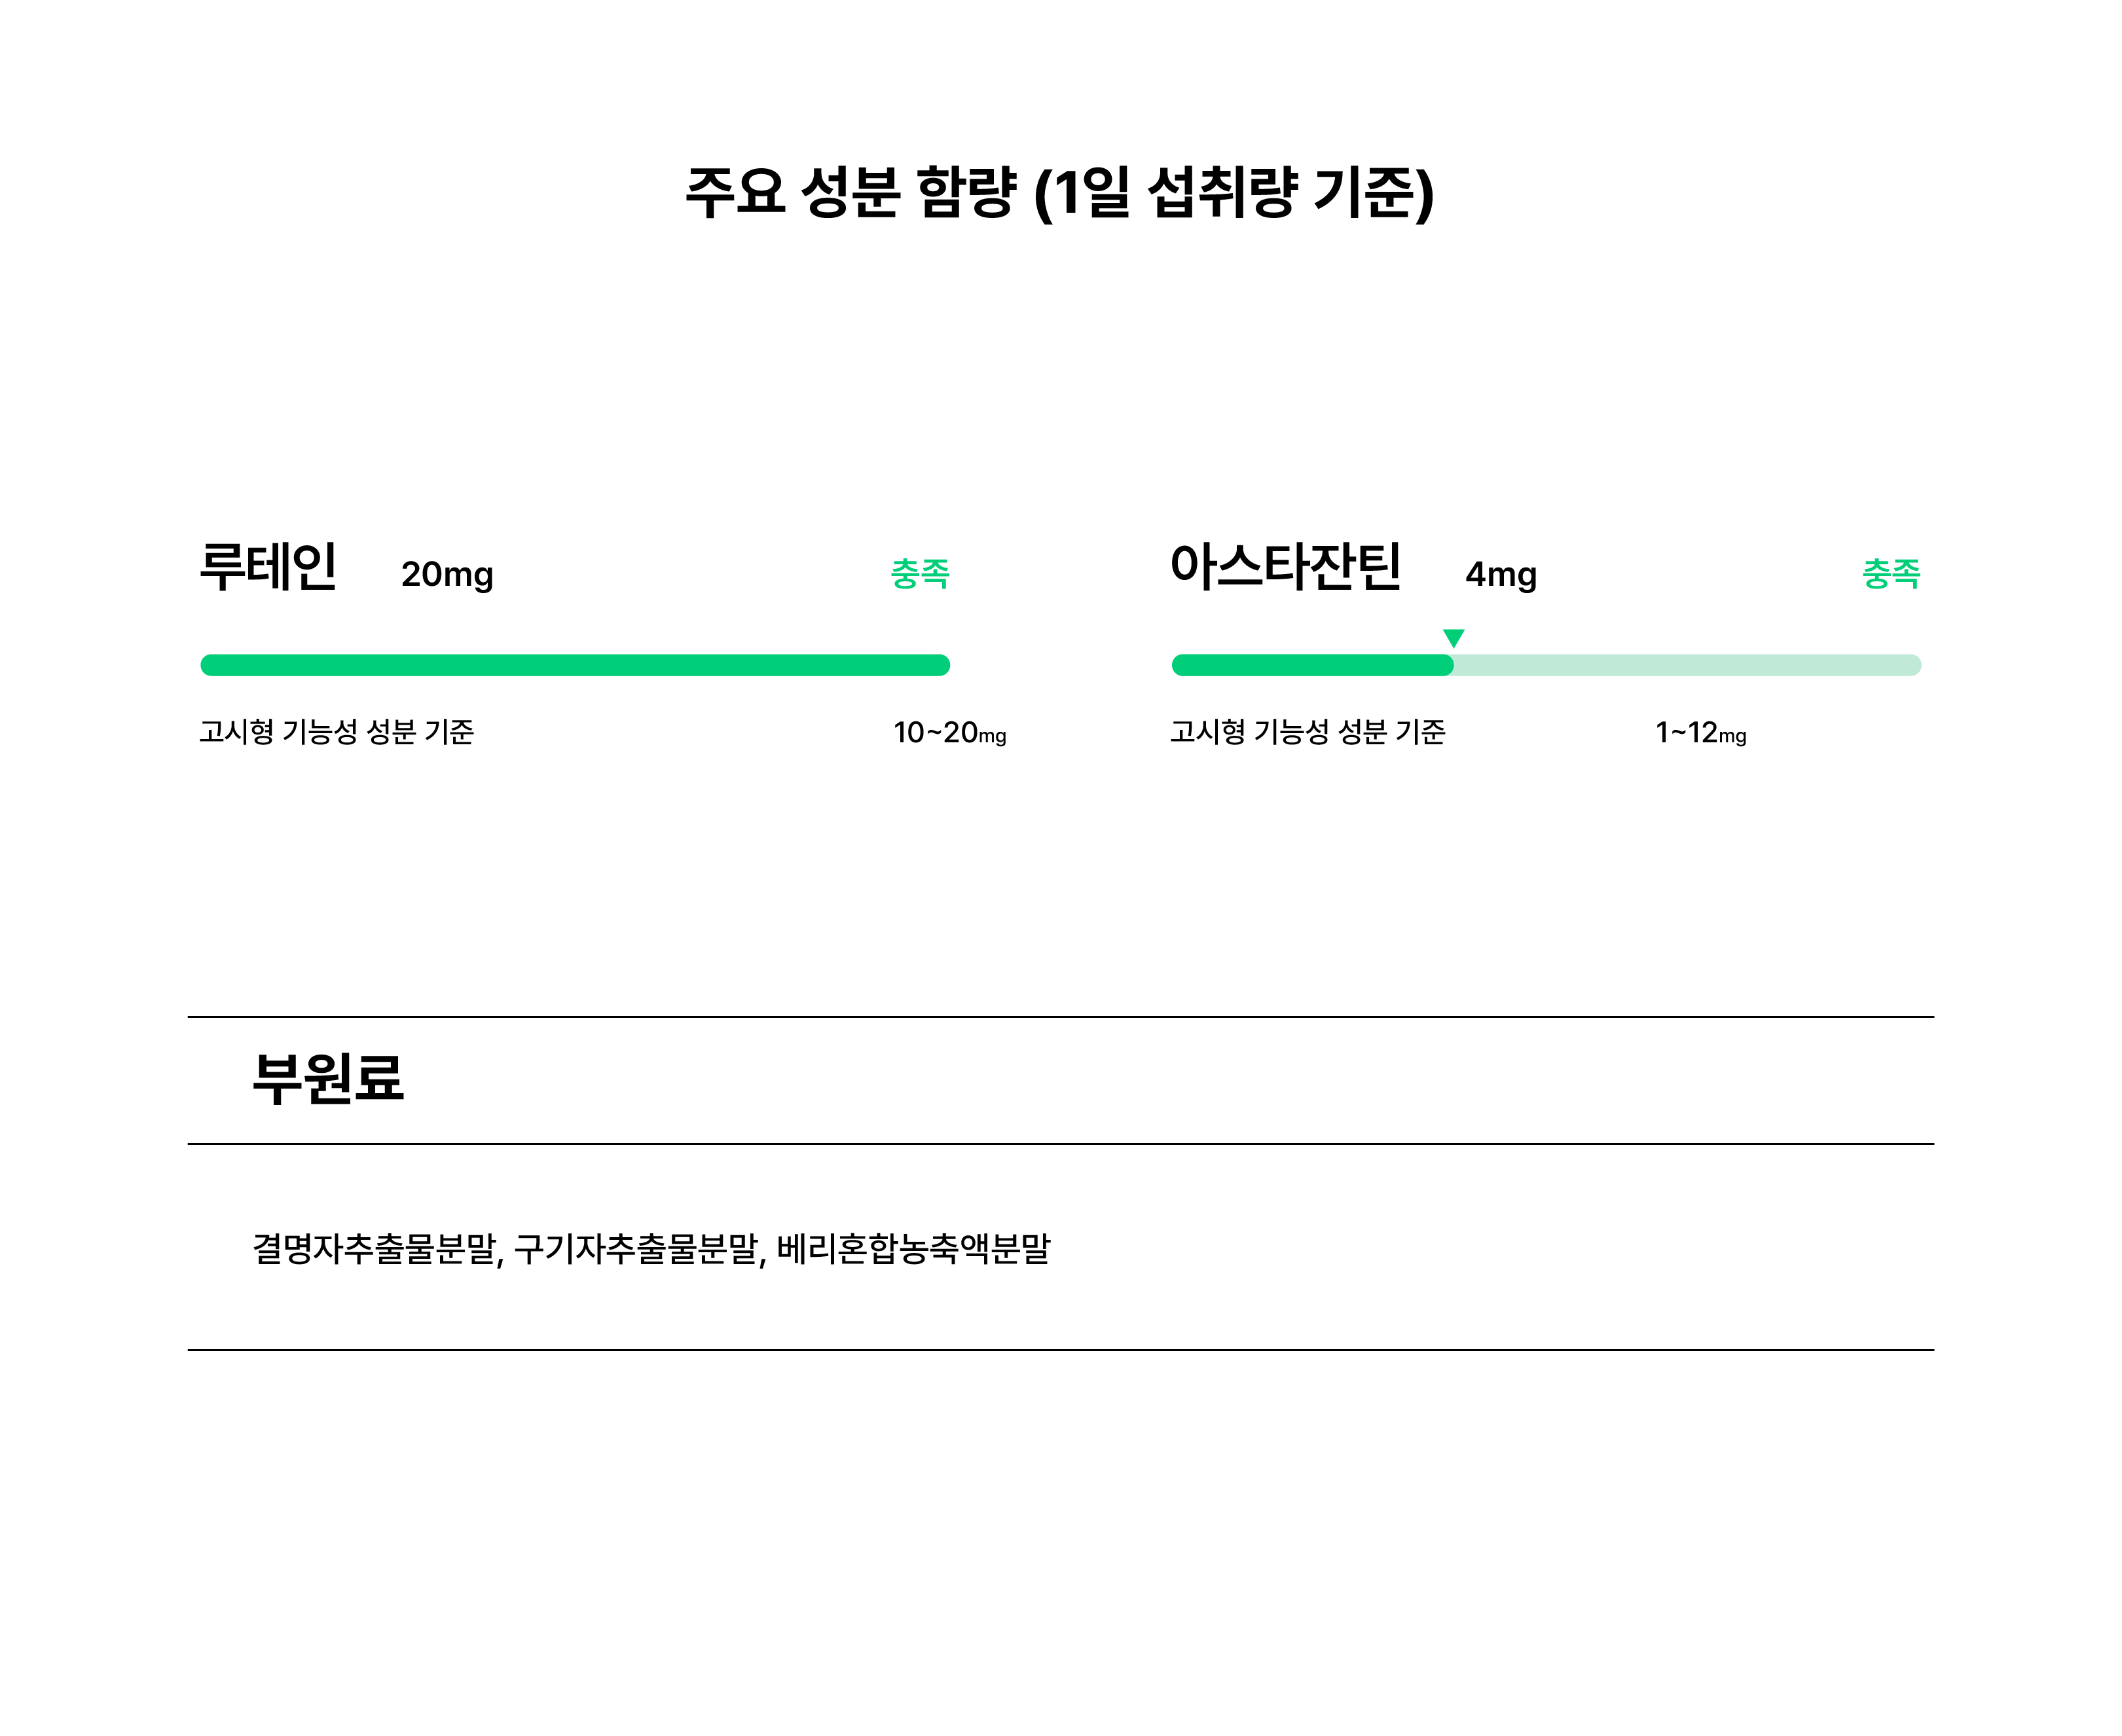 주요 성분 함량 (1일 섭취량 기준)
루테인 20mg 충족
고시형 기능성 성분 기준 10~20mg
아스타잔틴 4mg 충족
고시형 기능성 성분 기준 1~12mg
부원료
결명자추출물분말, 구기자추출물분말, 베리혼합농축액분말